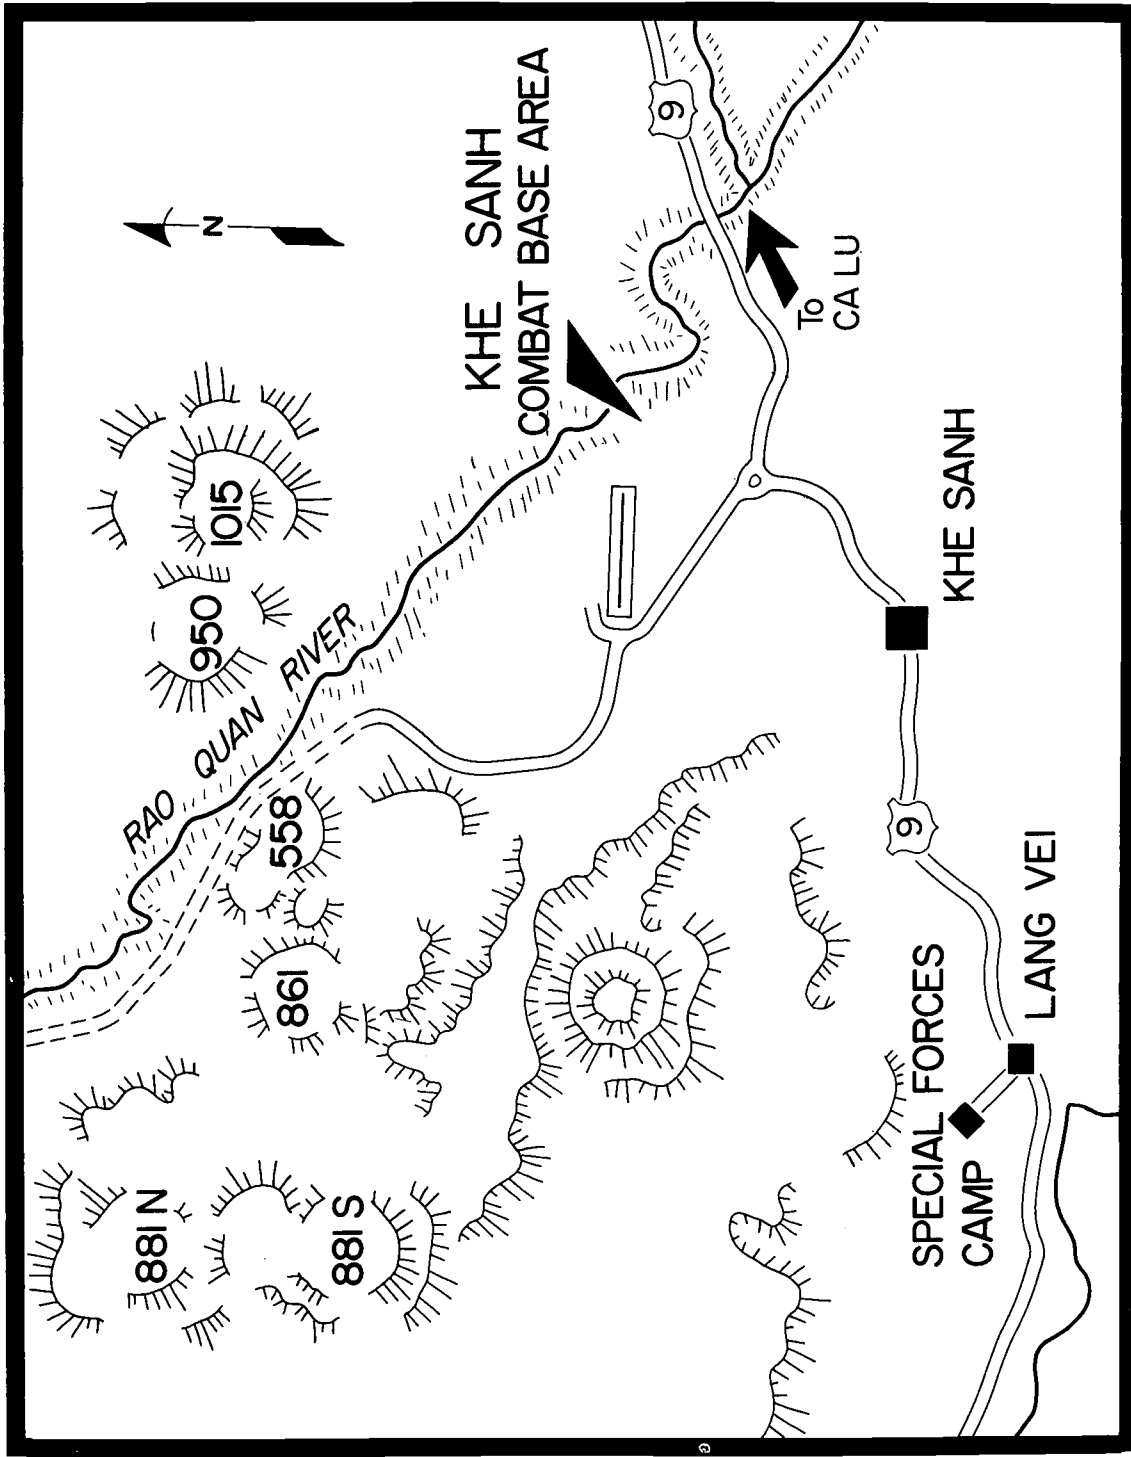 881 N
RAO QUAN RIVER
950
1015
N
558
861
881 S
KHE SANH
COMBAT BASE AREA
9
To
CA LU
9
SPECIAL FORCES
CAMP
KHE SANH
LANG VEI